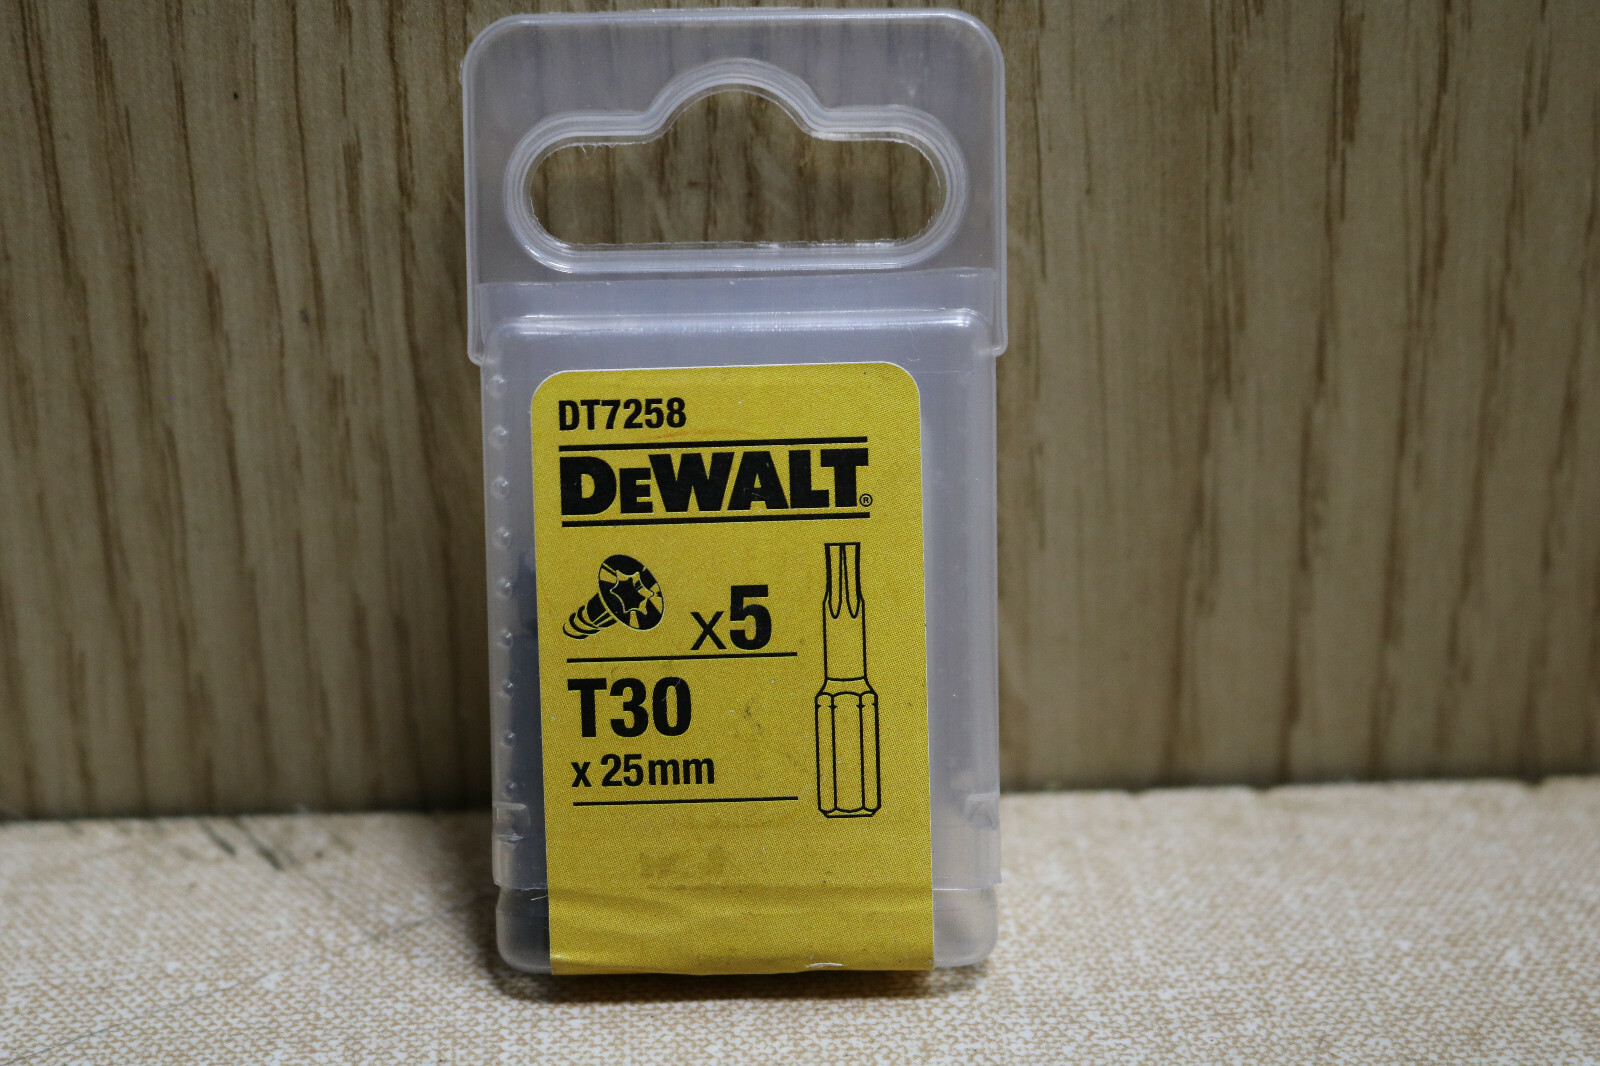 DT7258
DEWALT®
x5
T30
x 25mm